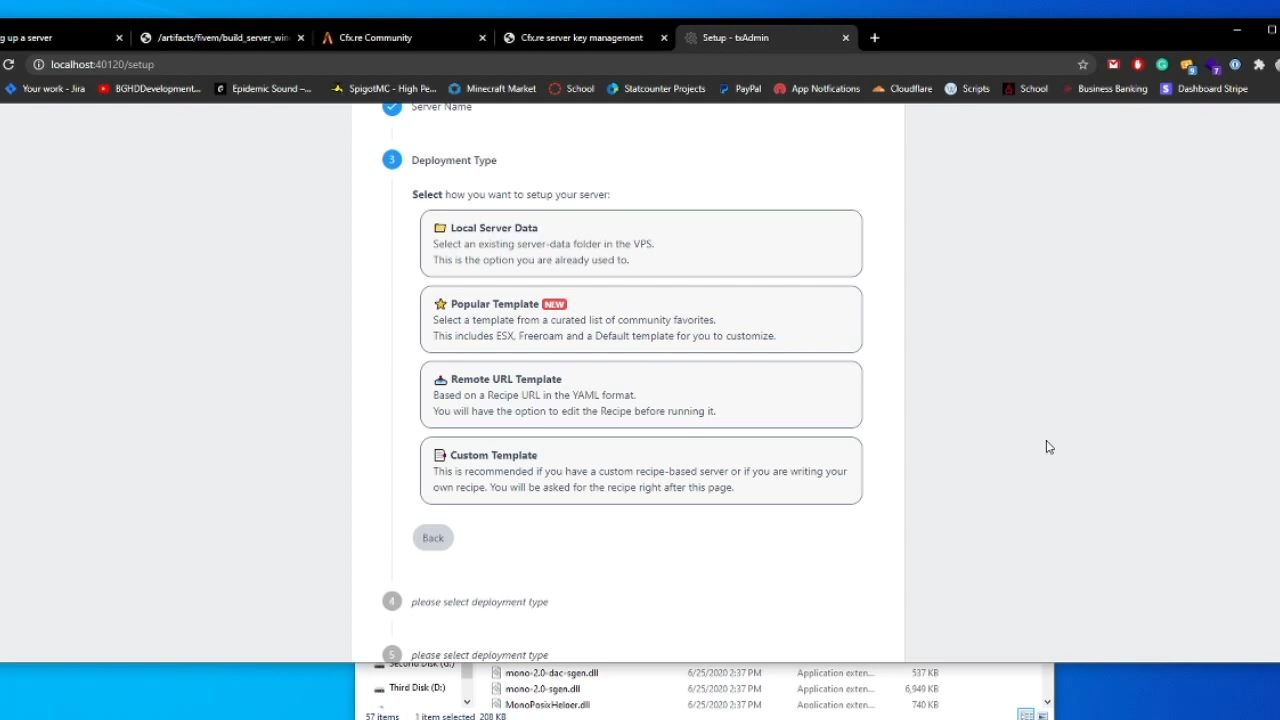 g up a server
/artifacts/fivem/build_server_win
Cfx.re Community
Cfx.re server key management
Setup - txAdmin
localhost:40120/setup
Your work - Jira
BGHDDevelopment...
Epidemic Sound –...
SpigotMC - High Pe...
Minecraft Market
School
Statcounter Projects
PayPal
App Notfications
Cloudflare
Scripts
School
Business Banking
Dashboard Stripe
Server Name
3 Deployment Type
Select how you want to setup your server:
Local Server Data
Select an existing server-data folder in the VPS.
This is the option you are already used to.
Popular Template NEW
Select a template from a curated list of community favorites.
This includes ESX, Freeroam and a Default template for you to customize.
Remote URL Template
Based on a Recipe URL in the YAML format.
You will have the option to edit the Recipe before running it.
Custom Template
This is recommended if you have a custom recipe-based server or if you are writing your
own recipe. You will be asked for the recipe right after this page.
Back
4 please select deployment type
5 please select deployment type
Second Disk (G:)
Third Disk (D:)
mono-2.0-dac-sgen.dll 6/25/2020 2:37 PM Application exten... 537 KB
mono-2.0-sgen.dll 6/25/2020 2:37 PM Application exten... 6,949 KB
MonoPosixHelper.dll 6/25/2020 2:37 PM Application exten... 740 KB
57 items 1 item selected 208 KB